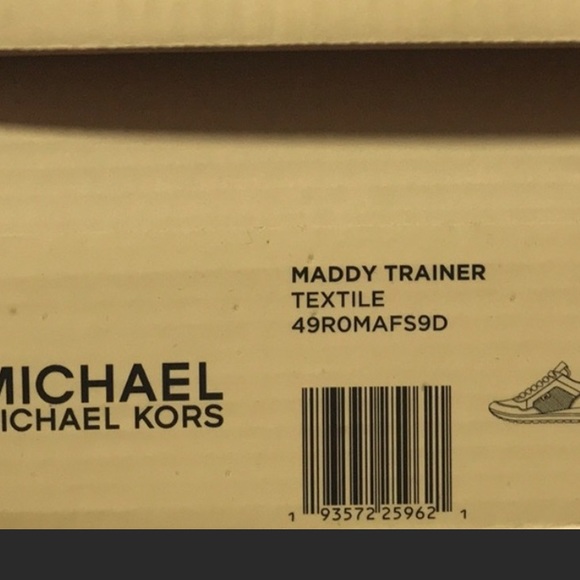 MADDY TRAINER
TEXTILE
49R0MAFS9D
MICHAEL
MICHAEL KORS
1 93572 25962 1